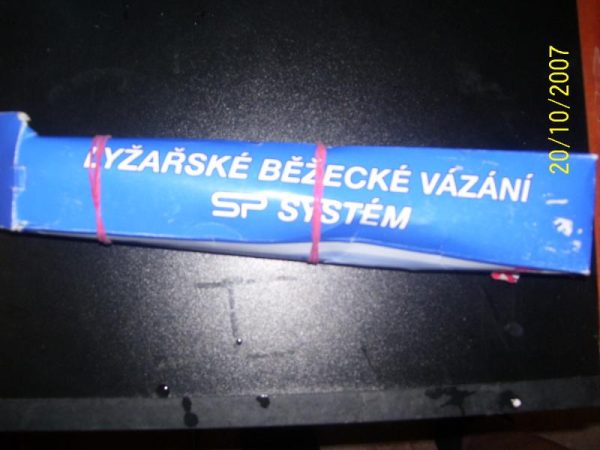 LYŽAŘSKÉ BĚŽECKÉ VÁZÁNÍ
SP SYSTÉM
20/10/2007